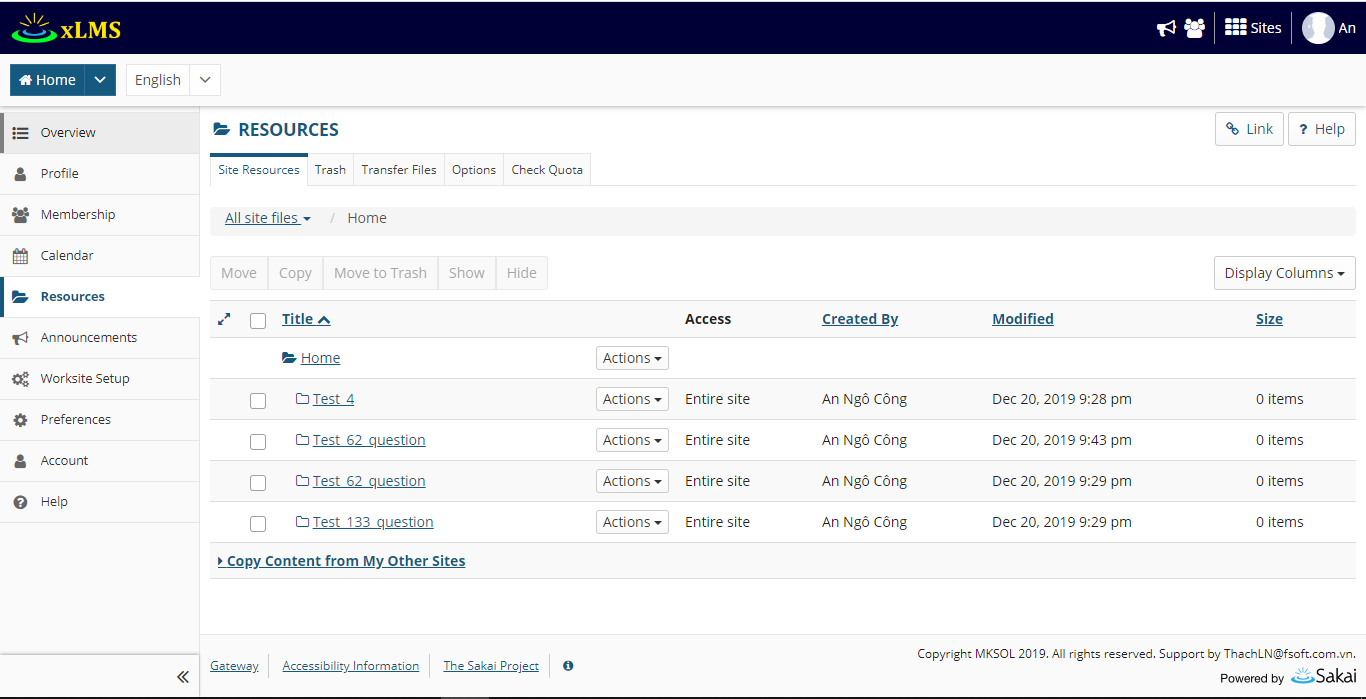 xLMS
Sites
An
Home
English
Overview
Profile
Membership
Calendar
Resources
Announcements
Worksite Setup
Preferences
Account
Help
RESOURCES
Link
? Help
Site Resources Trash Transfer Files Options Check Quota
All site files / Home
Move Copy Move to Trash Show Hide
Display Columns
Title Access Created By Modified Size
Home Actions
Test_4 Actions Entire site An Ngô Công Dec 20, 2019 9:28 pm 0 items
Test_62_question Actions Entire site An Ngô Công Dec 20, 2019 9:43 pm 0 items
Test_62_question Actions Entire site An Ngô Công Dec 20, 2019 9:29 pm 0 items
Test_133_question Actions Entire site An Ngô Công Dec 20, 2019 9:29 pm 0 items
Copy Content from My Other Sites
Gateway Accessibility Information The Sakai Project
Copyright MKSOL 2019. All rights reserved. Support by ThachLN@fsoft.com.vn.
Powered by Sakai